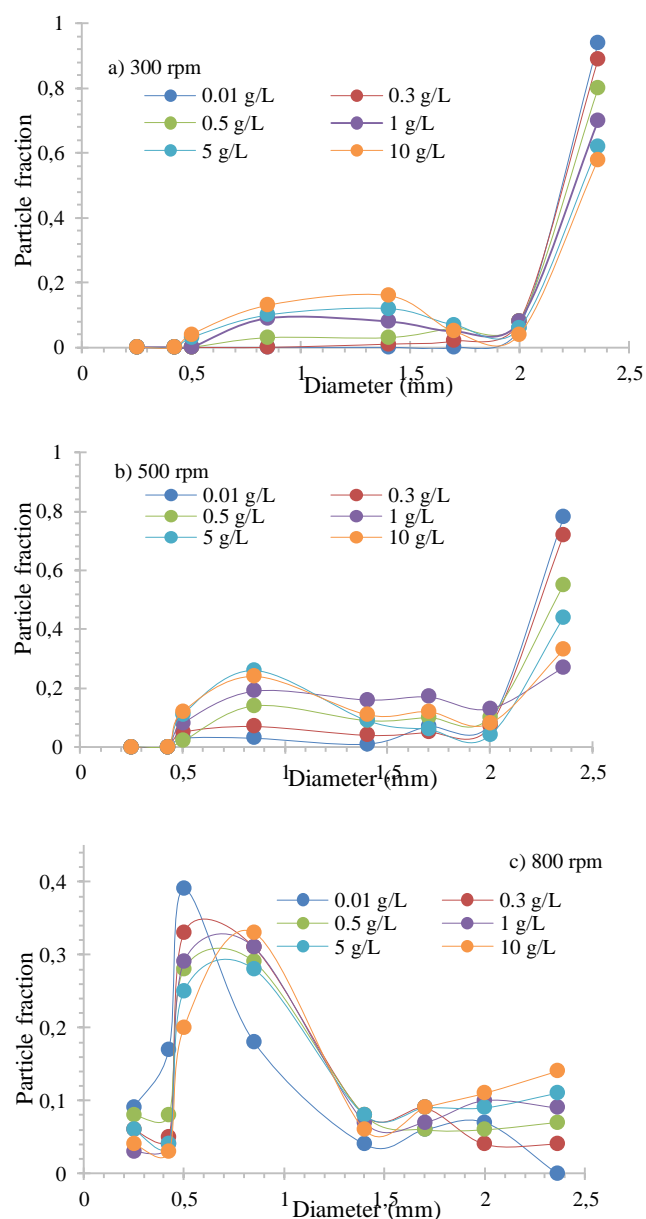 1
a) 300 rpm
0.01 g/L 0.3 g/L
0.8
0.5 g/L 1 g/L
5 g/L 10 g/L
0.6
Particle fraction
0.4
0.2
0
0 0,5 1 1,5 2 2,5
Diameter (mm)
1
b) 500 rpm
0.01 g/L 0.3 g/L
0.8
0.5 g/L 1 g/L
5 g/L 10 g/L
0.6
Particle fraction
0.4
0.2
0
0 0,5 1 1,5 2 2,5
Diameter (mm)
c) 800 rpm
0.4
0.01 g/L 0.3 g/L
0.5 g/L 1 g/L
5 g/L 10 g/L
0.3
Particle fraction
0,2
0,1
0
0 0,5 1 1,5 2 2,5
Diameter (mm)